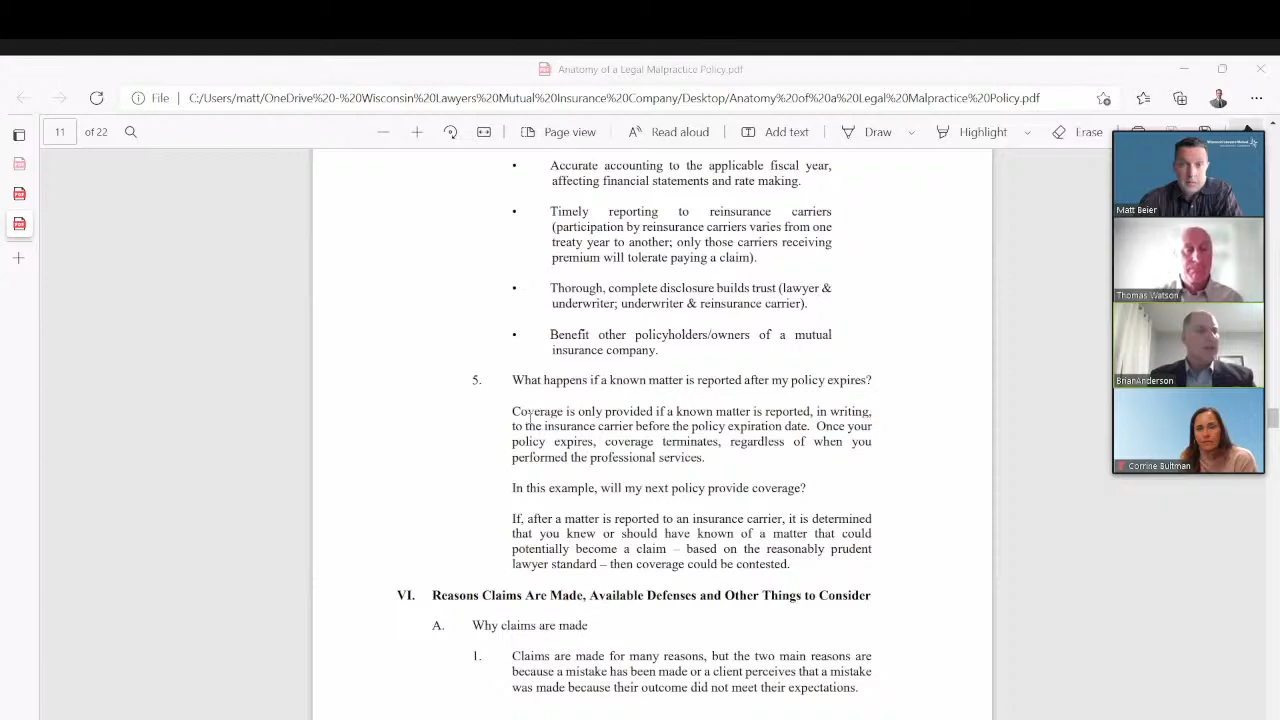 Anatomy of a Legal Malpractice Policy.pdf
File
C:/Users/matt/OneDrive%20-%20Wisconsin%20Lawyers%20Mutual%20Insurance%20Company/Desktop/Anatomy%20of%20a%20Legal%20Malpractice%20Policy.pdf
11 of 22
Page view
Read aloud
Add text
Draw
Highlight
Erase
• Accurate accounting to the applicable fiscal year,
affecting financial statements and rate making.
• Timely reporting to reinsurance carriers
(participation by reinsurance carriers varies from one
treaty year to another; only those carriers receiving
premium will tolerate paying a claim).
• Thorough, complete disclosure builds trust (lawyer &
underwriter; underwriter & reinsurance carrier).
• Benefit other policyholders/owners of a mutual
insurance company.
5. What happens if a known matter is reported after my policy expires?
Coverage is only provided if a known matter is reported, in writing,
to the insurance carrier before the policy expiration date. Once your
policy expires, coverage terminates, regardless of when you
performed the professional services.
In this example, will my next policy provide coverage?
If, after a matter is reported to an insurance carrier, it is determined
that you knew or should have known of a matter that could
potentially become a claim – based on the reasonably prudent
lawyer standard – then coverage could be contested.
VI. Reasons Claims Are Made, Available Defenses and Other Things to Consider
A. Why claims are made
1. Claims are made for many reasons, but the two main reasons are
because a mistake has been made or a client perceives that a mistake
was made because their outcome did not meet their expectations.
Wisconsin Lawyers Mutual
Matt Beier
Thomas Watson
BrianAnderson
Corrine Bultman